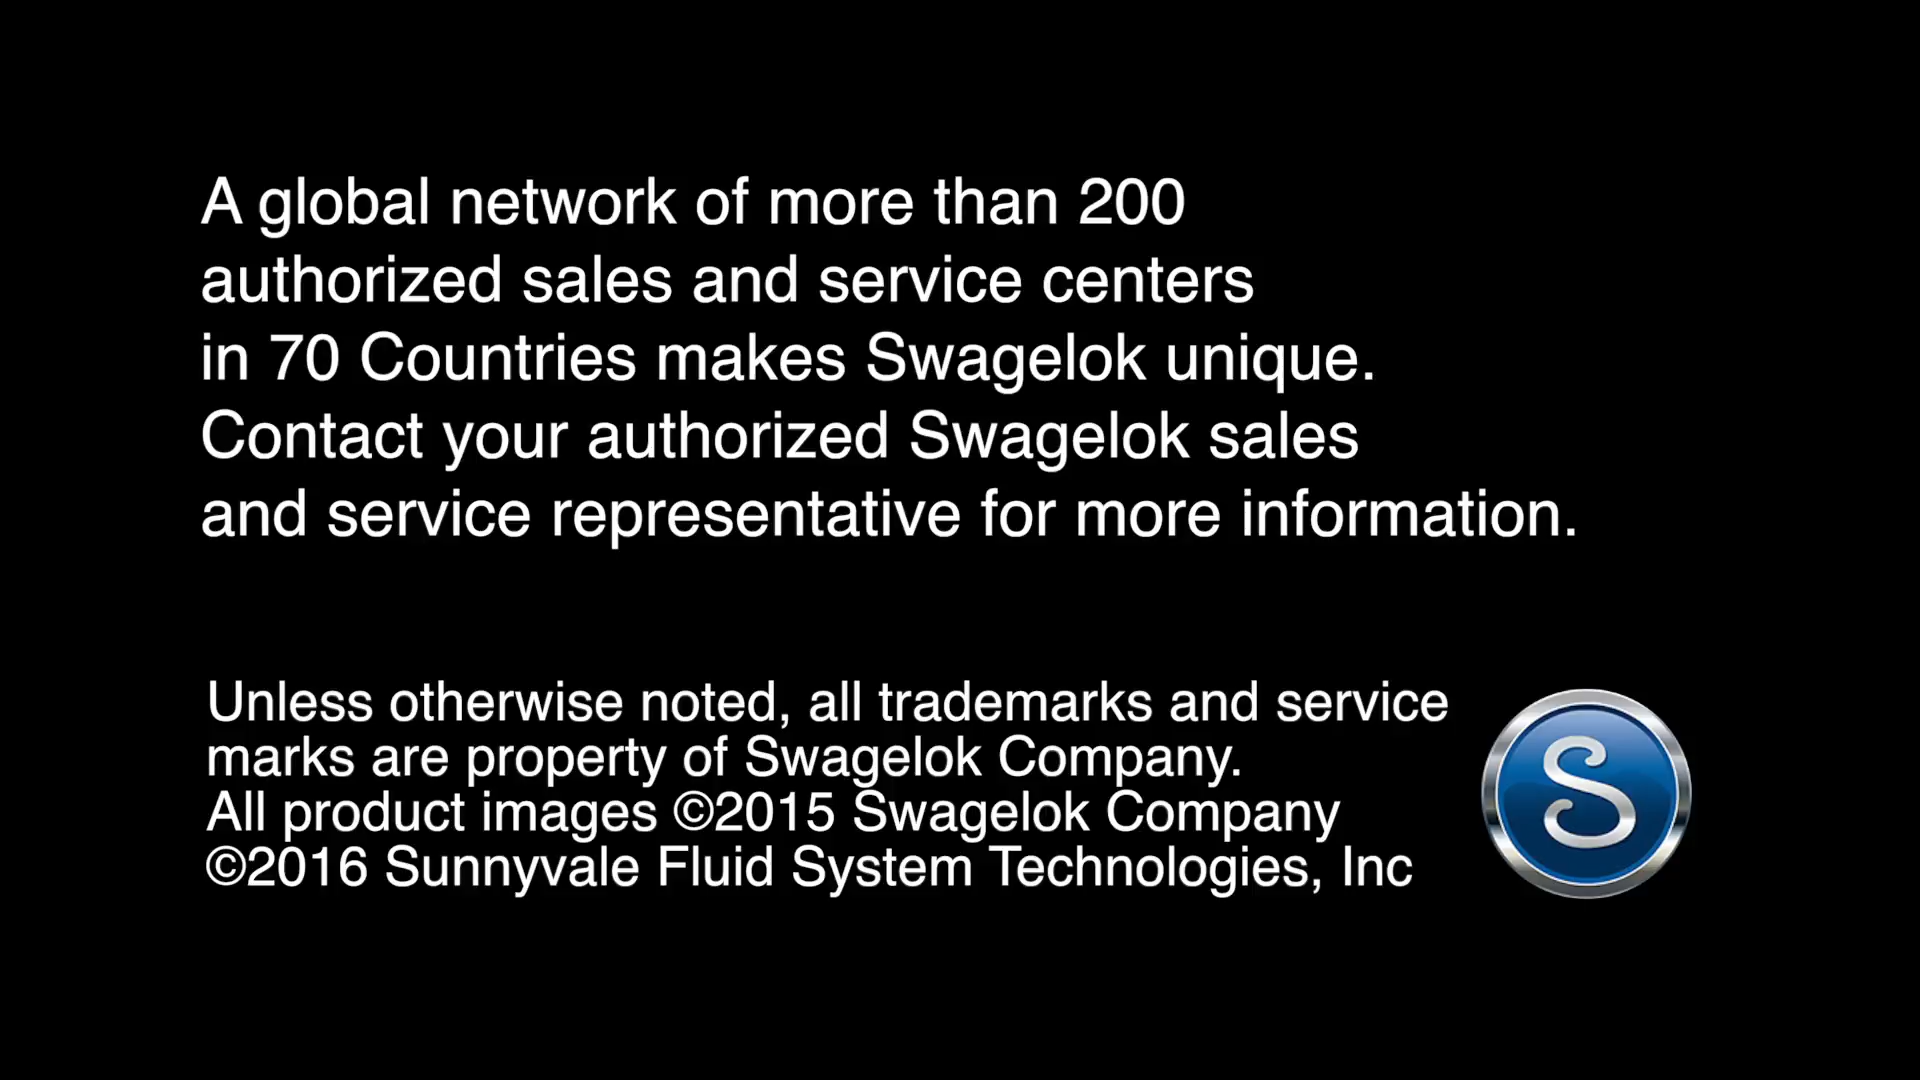 A global network of more than 200
authorized sales and service centers
in 70 Countries makes Swagelok unique.
Contact your authorized Swagelok sales
and service representative for more information.
Unless otherwise noted, all trademarks and service
marks are property of Swagelok Company.
All product images ©2015 Swagelok Company
©2016 Sunnyvale Fluid System Technologies, Inc
S